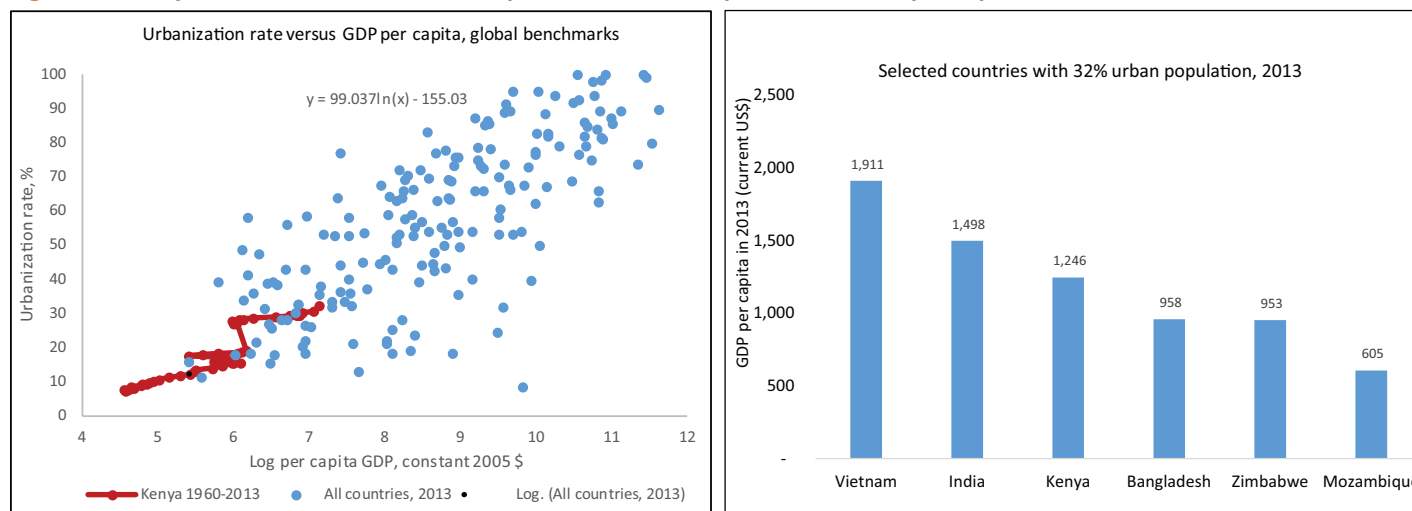 Urbanization rate versus GDP per capita, global benchmarks
y = 99.037ln(x) - 155.03
Urbanization rate, %
100
90
80
70
60
50
40
30
20
10
0
4 5 6 7 8 9 10 11 12
Log per capita GDP, constant 2005 $
Kenya 1960-2013 All countries, 2013 Log. (All countries, 2013)
Selected countries with 32% urban population, 2013
GDP per capita in 2013 (current US$)
2,500
2,000
1,500
1,000
500
-
1,911
1,498
1,246
958
953
605
Vietnam India Kenya Bangladesh Zimbabwe Mozambique